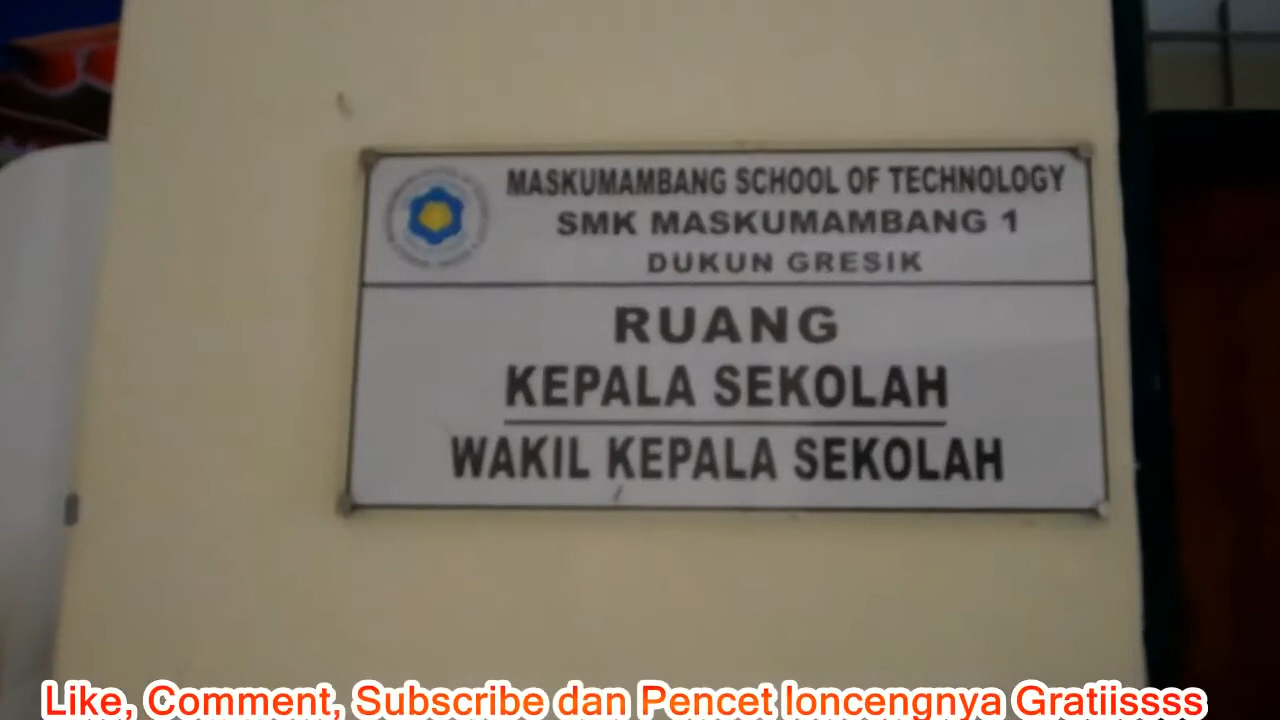 MASKUMAMBANG SCHOOL OF TECHNOLOGY
SMK MASKUMAMBANG 1
DUKUN GRESIK
RUANG
KEPALA SEKOLAH
WAKIL KEPALA SEKOLAH
Like, Comment, Subscribe dan Pencet loncengnya Gratiissss